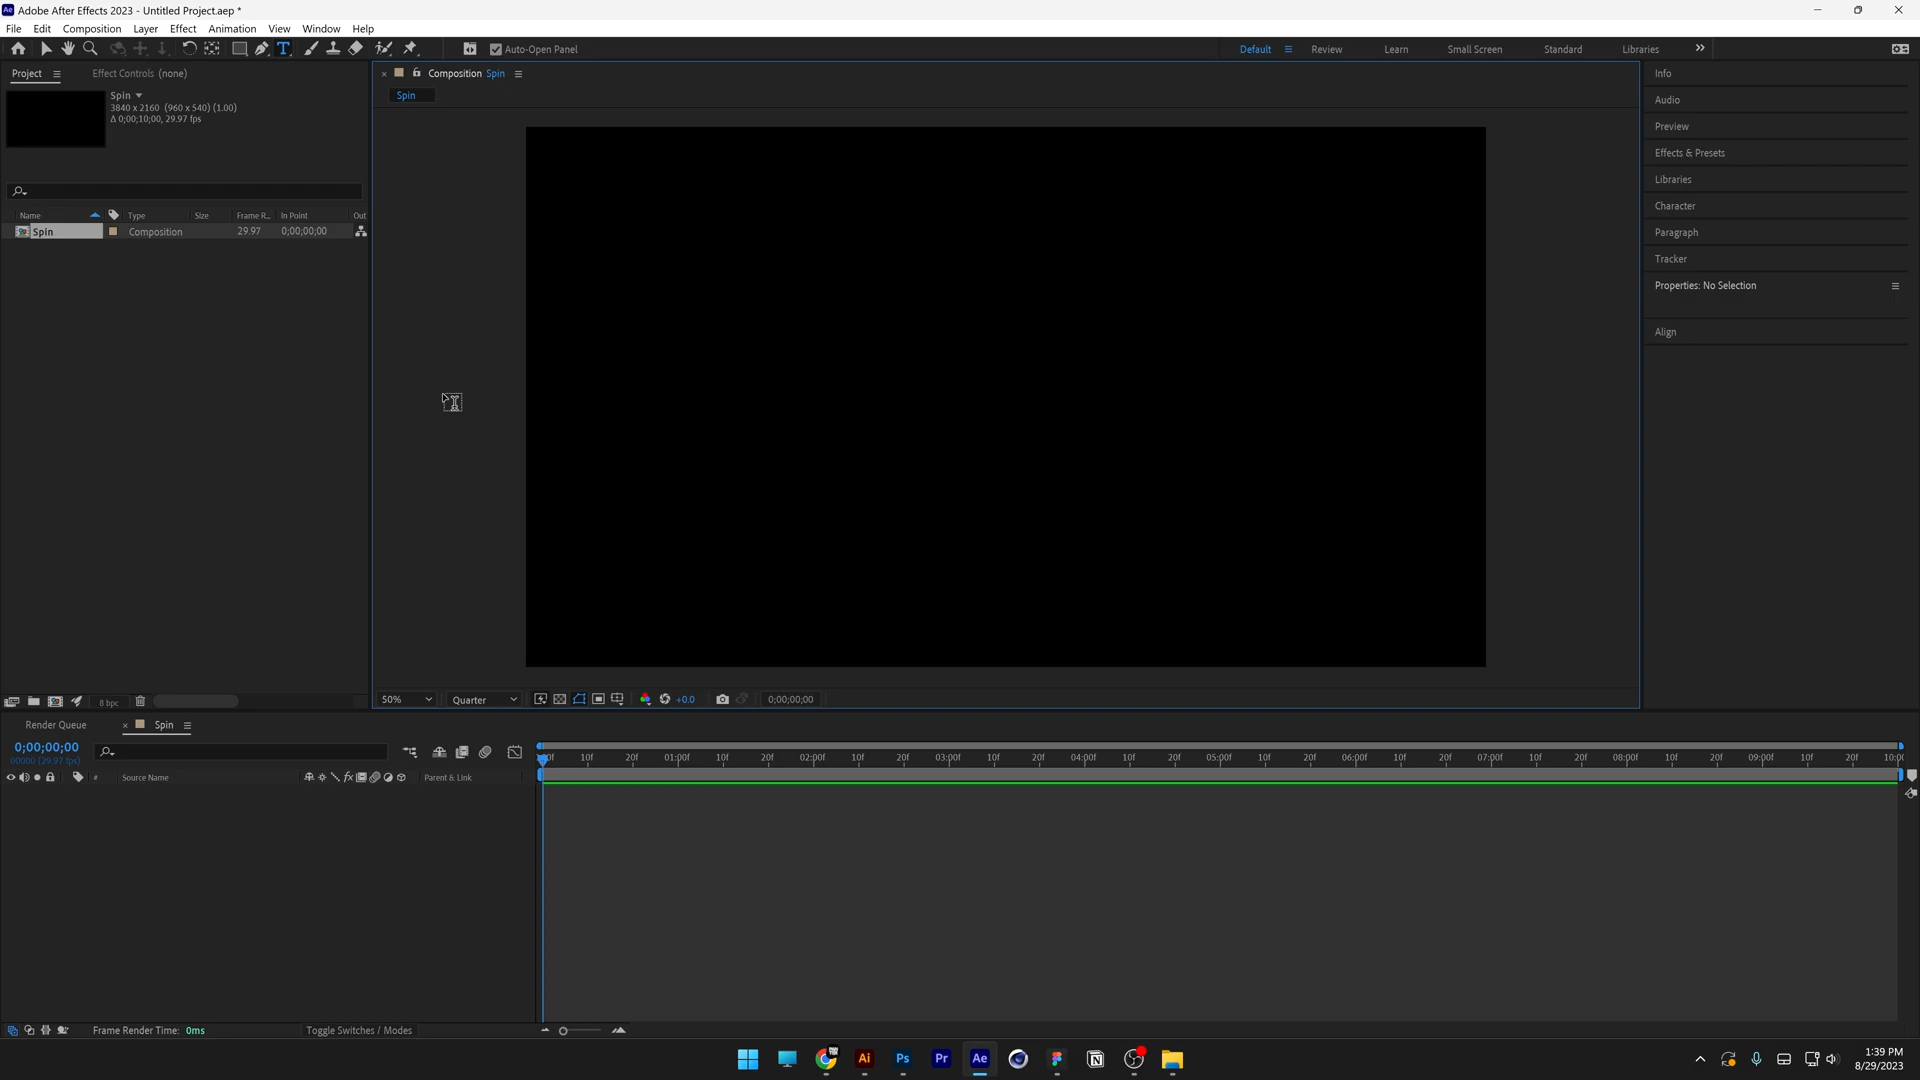 Adobe After Effects 2023 - Untitled Project.aep *
File Edit Composition Layer Effect Animation View Window Help
Auto-Open Panel
Default Review Learn Small Screen Standard Libraries
Project Effect Controls (none)
Composition Spin
Spin
3840 x 2160 (960 x 540) (1.00)
Δ 0;00;10;00, 29.97 fps
Spin
Name Type Size Frame R... In Point Out
Spin Composition 29.97 0;00;00;00
Info
Audio
Preview
Effects & Presets
Libraries
Character
Paragraph
Tracker
Properties: No Selection
Align
8 bpc
50% Quarter +0.0 0;00;00;00
Render Queue Spin
0;00;00;00
00000 (29.97 fps)
00f 10f 20f 01:00f 10f 20f 02:00f 10f 20f 03:00f 10f 20f 04:00f 10f 20f 05:00f 10f 20f 06:00f 10f 20f 07:00f 10f 20f 08:00f 10f 20f 09:00f 10f 20f 10:00
# Source Name Parent & Link
Frame Render Time: 0ms Toggle Switches / Modes
Ai Ps Pr Ae
1:39 PM
8/29/2023